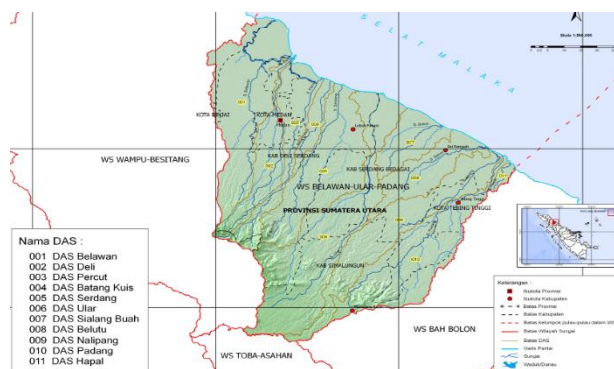 SELAT MALAKA
KOTA BINJAI
KOTA MEDAN
WS WAMPU-BESITANG
KAB DELI SERDANG
KAB SERDANG BEDAGAI
WS BELAWAN-ULAR-PADANG
PROVINSI SUMATERA UTARA
KOTA TEBING TINGGI
KAB SIMALUNGUN
WS BAH BOLON
WS TOBA-ASAHAN
Nama DAS :
001 DAS Belawan
002 DAS Deli
003 DAS Percut
004 DAS Batang Kuis
005 DAS Serdang
006 DAS Ular
007 DAS Sialang Buah
008 DAS Belutu
009 DAS Nalipang
010 DAS Padang
011 DAS Hapal
Keterangan :
Ibukota Provinsi
Ibukota Kabupaten
Batas Provinsi
Batas Kabupaten
Batas Wilayah Sungai
Batas DAS
Garis Pantai
Sungai
Waduk/Danau